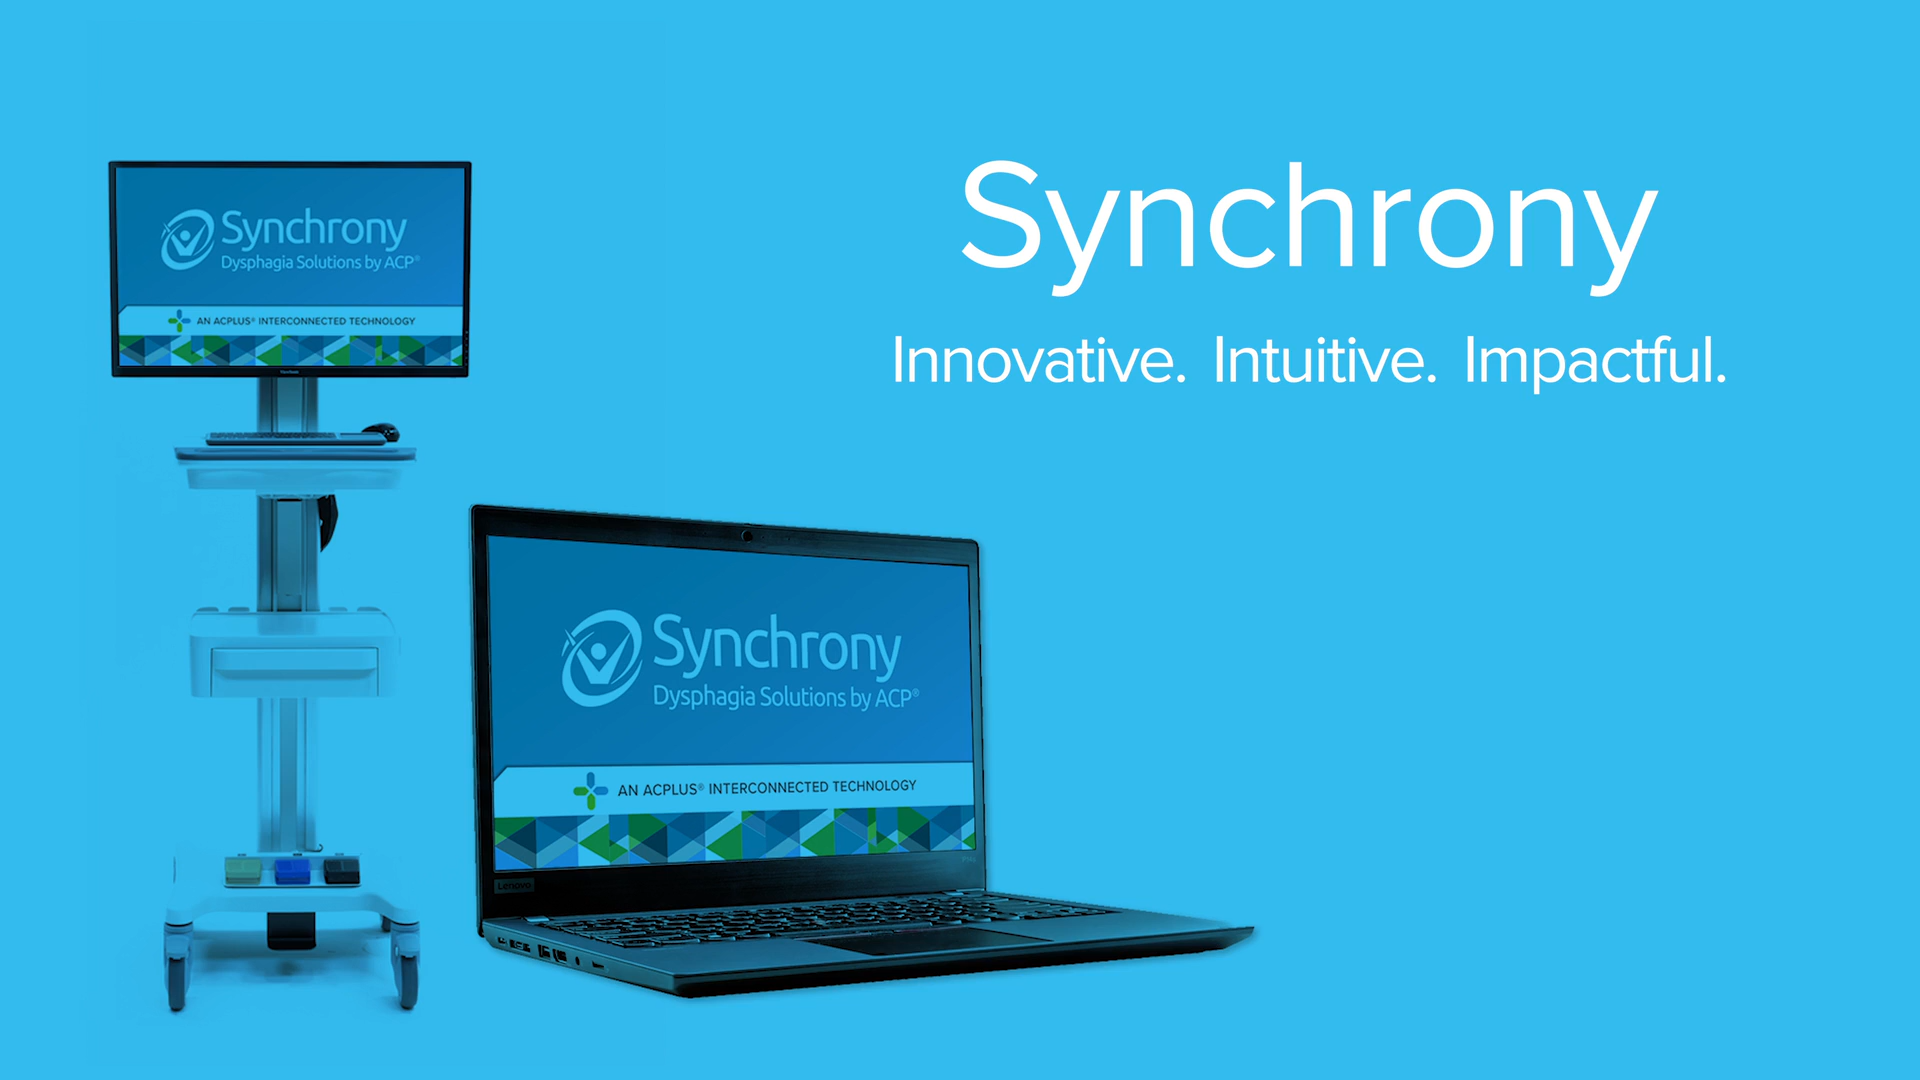 Synchrony
Innovative. Intuitive. Impactful.
Synchrony
Dysphagia Solutions by ACP®
AN ACPLUS® INTERCONNECTED TECHNOLOGY
ViewSonic
Synchrony
Dysphagia Solutions by ACP®
AN ACPLUS® INTERCONNECTED TECHNOLOGY
Lenovo